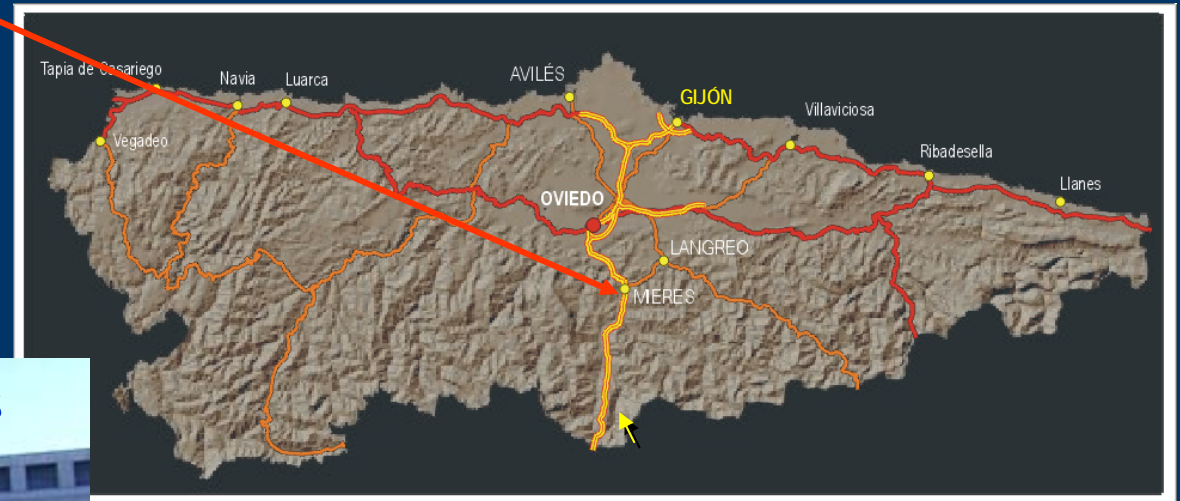 AVILÉS
Tapia de Casariego
Navia
Luarca
GIJÓN
Villaviciosa
Vegadeo
Ribadesella
Llanes
OVIEDO
LANGREO
MIERES